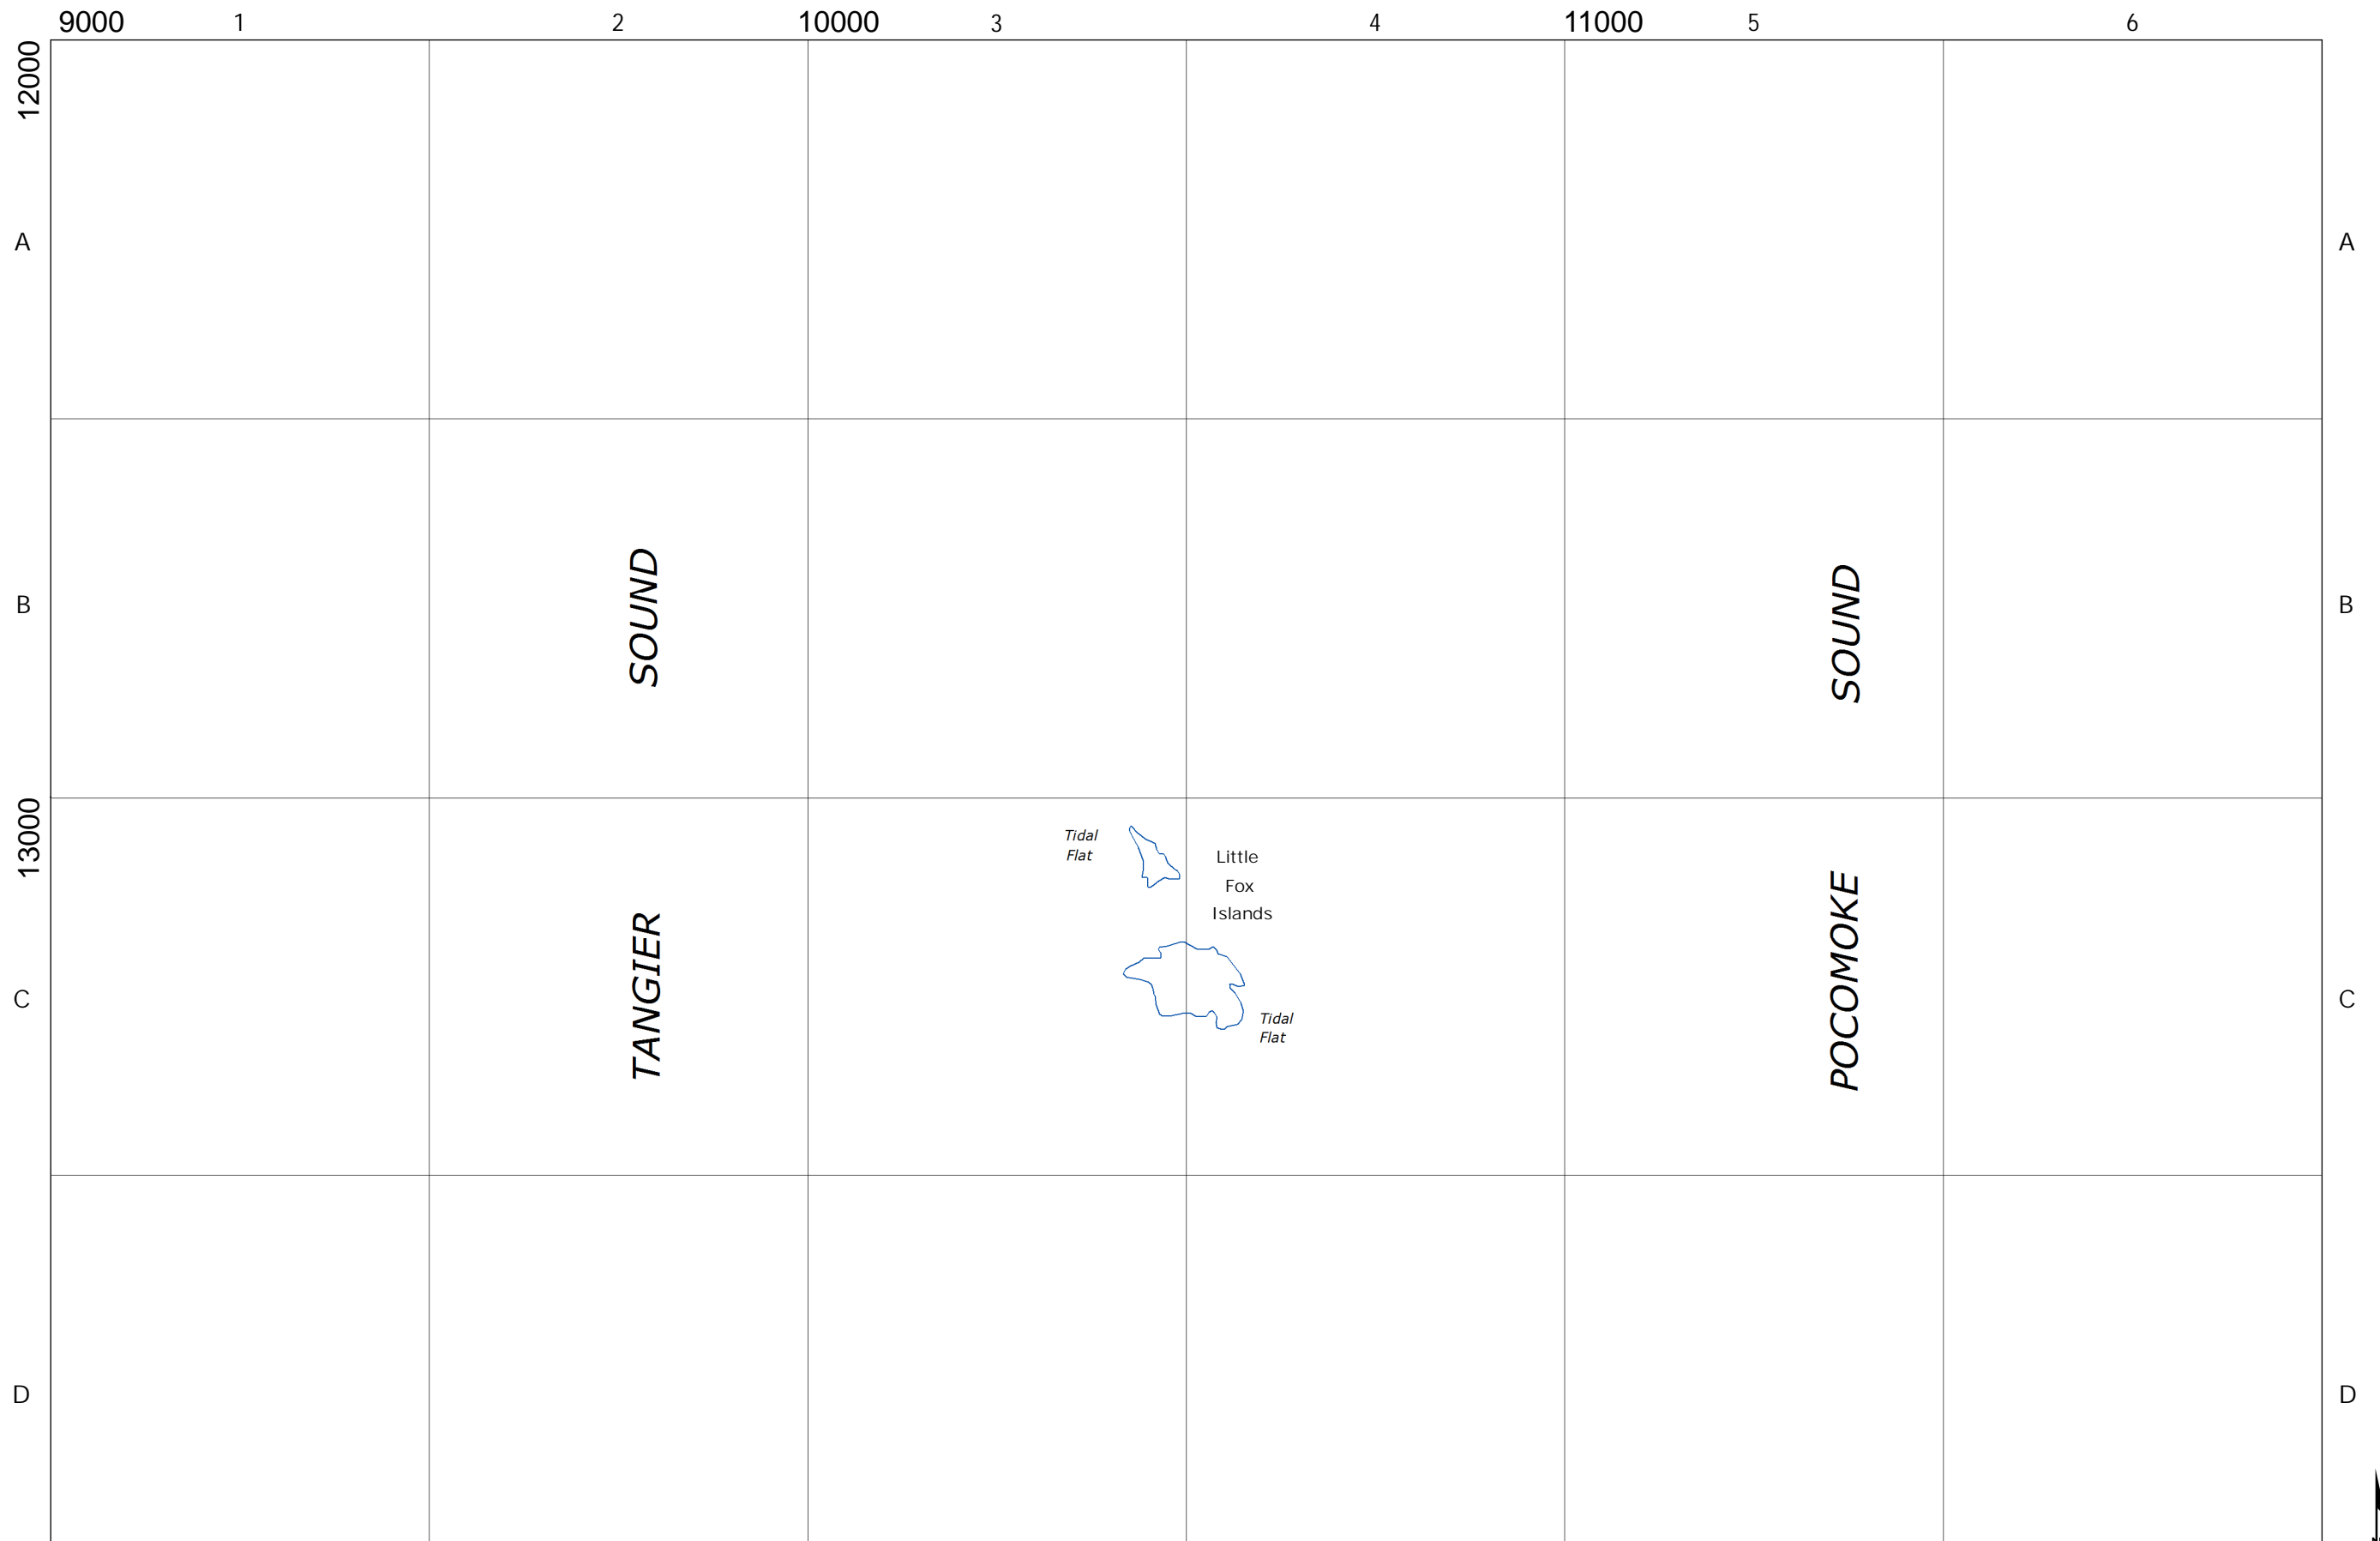 9000 1 2 10000 3 4 11000 5 6
12000
A A
SOUND SOUND
B B
13000
Tidal
Flat
Little
Fox
Islands
TANGIER POCOMOKE
C C
Tidal
Flat
D D